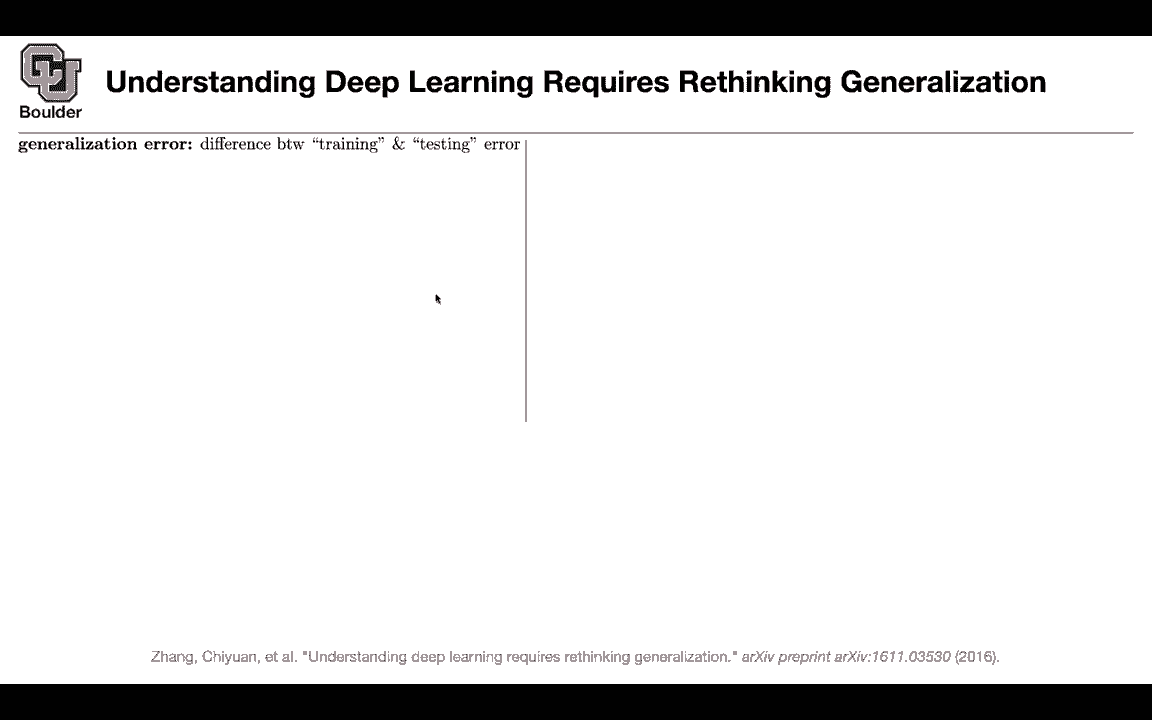 Understanding Deep Learning Requires Rethinking Generalization
CU
Boulder
generalization error: difference btw “training” & “testing” error
Zhang, Chiyuan, et al. "Understanding deep learning requires rethinking generalization." arXiv preprint arXiv:1611.03530 (2016).